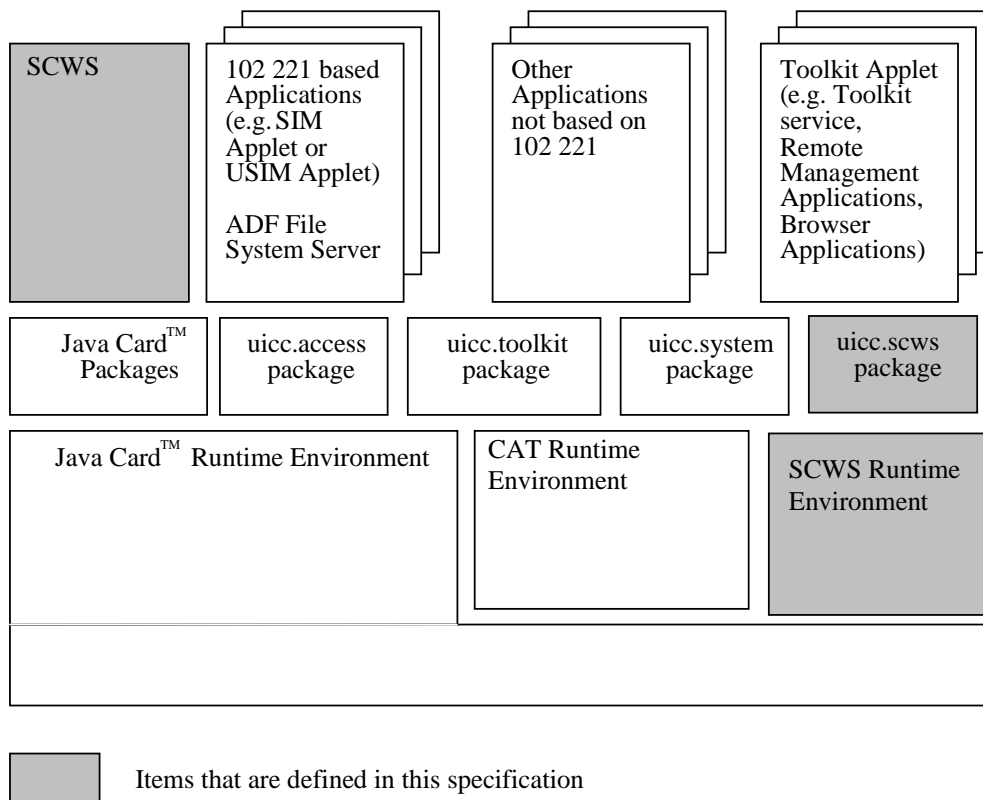 SCWS
102 221 based
Applications
(e.g. SIM
Applet or
USIM Applet)
ADF File
System Server
Other
Applications
not based on
102 221
Toolkit Applet
(e.g. Toolkit
service,
Remote
Management
Applications,
Browser
Applications)
Java Card™
Packages
uicc.access
package
uicc.toolkit
package
uicc.system
package
uicc.scws
package
Java Card™ Runtime Environment
CAT Runtime
Environment
SCWS Runtime
Environment
Items that are defined in this specification